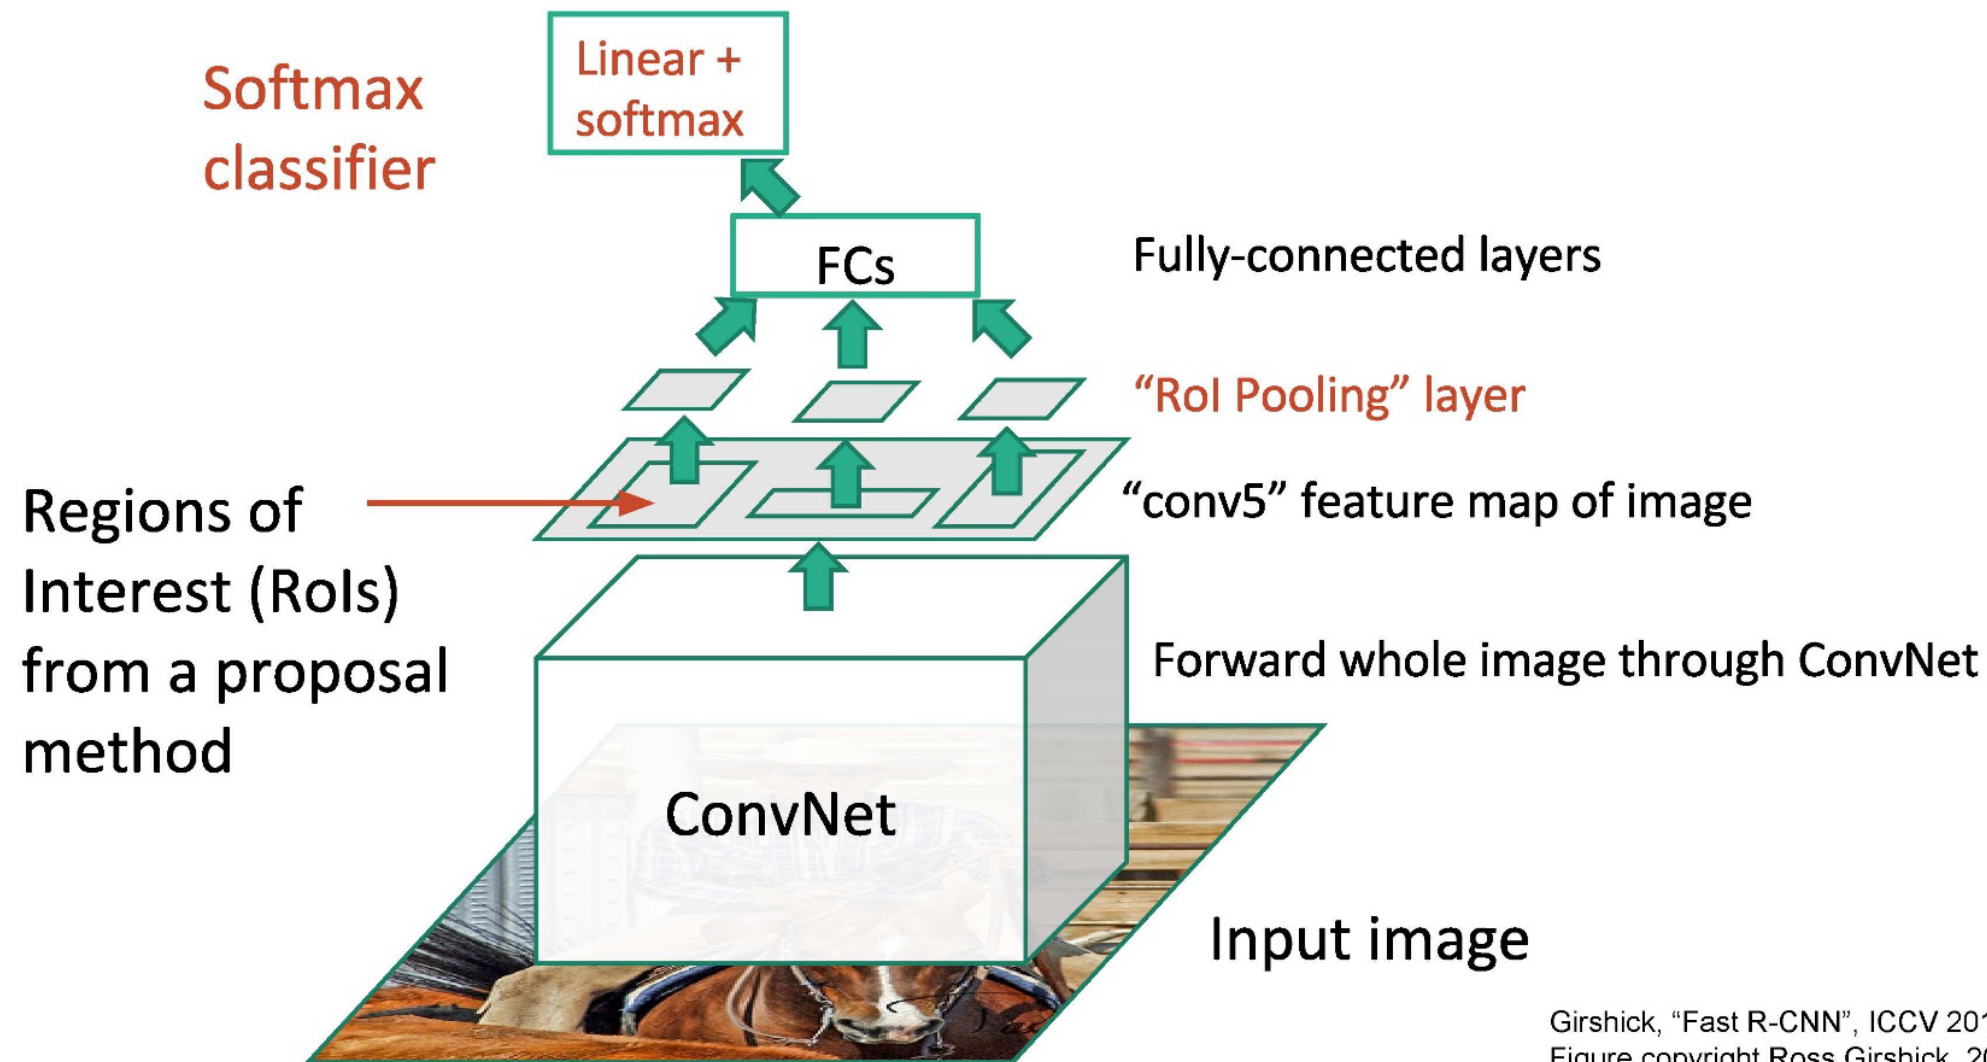 Linear +
softmax
Softmax
classifier
FCs
Fully-connected layers
“RoI Pooling” layer
“conv5” feature map of image
Regions of
Interest (RoIs)
from a proposal
method
Forward whole image through ConvNet
ConvNet
Input image
Girshick, “Fast R-CNN”, ICCV
Figure copyright Ross Girshick,